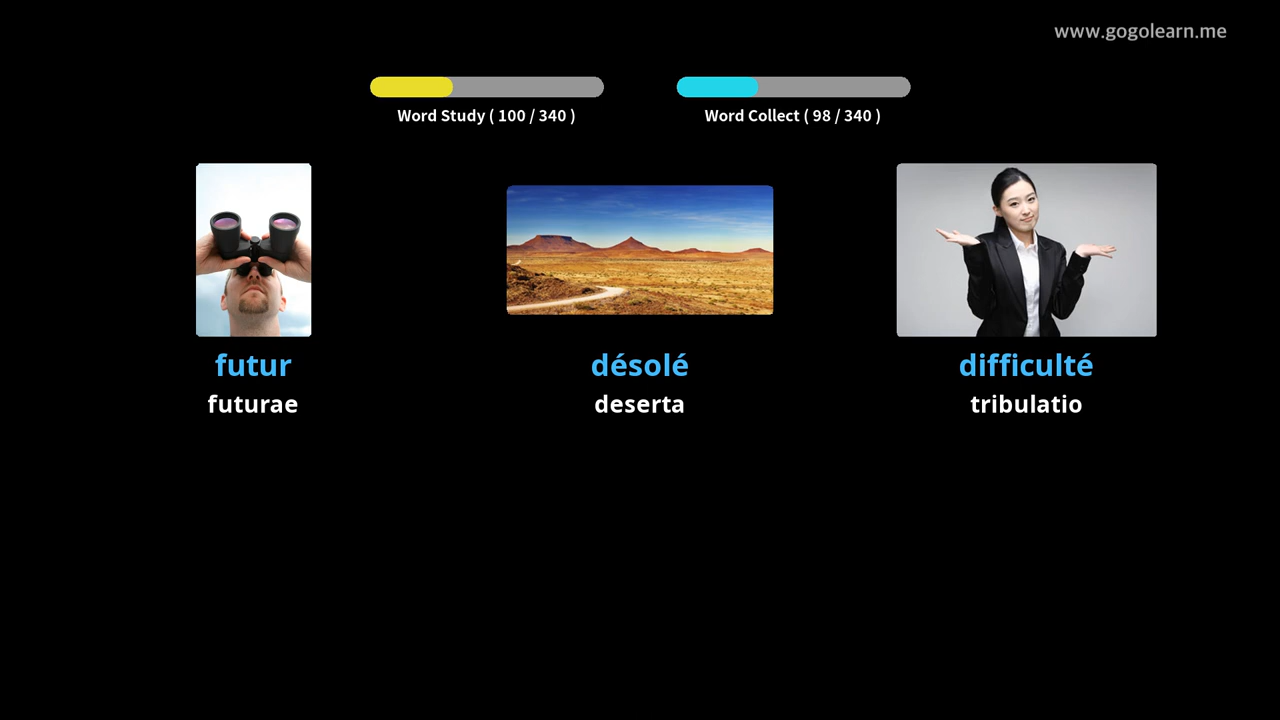 www.gogolearn.me
Word Study ( 100 / 340 )
Word Collect ( 98 / 340 )
futur
futurae
désolé
deserta
difficulté
tribulatio